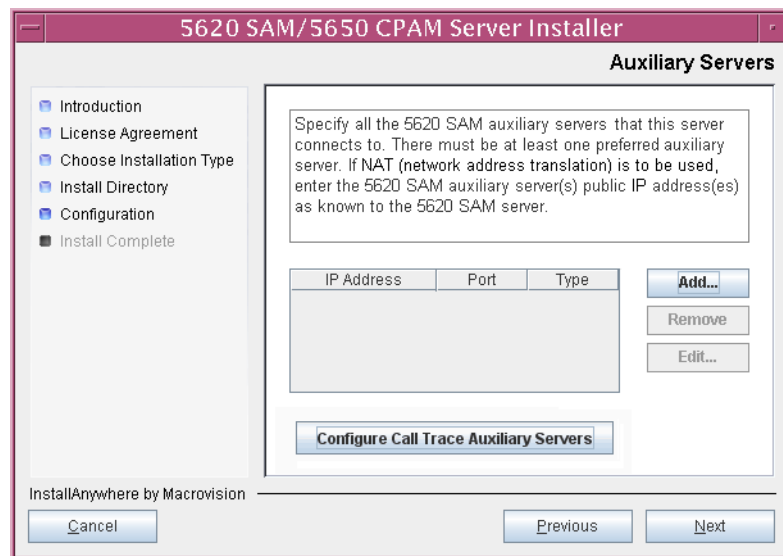 5620 SAM/5650 CPAM Server Installer
Auxiliary Servers
Introduction
License Agreement
Choose Installation Type
Install Directory
Configuration
Install Complete
Specify all the 5620 SAM auxiliary servers that this server
connects to. There must be at least one preferred auxiliary
server. If NAT (network address translation) is to be used,
enter the 5620 SAM auxiliary server(s) public IP address(es)
as known to the 5620 SAM server.
IP Address Port Type
Add...
Remove
Edit...
Configure Call Trace Auxiliary Servers
InstallAnywhere by Macrovision
Cancel Previous Next